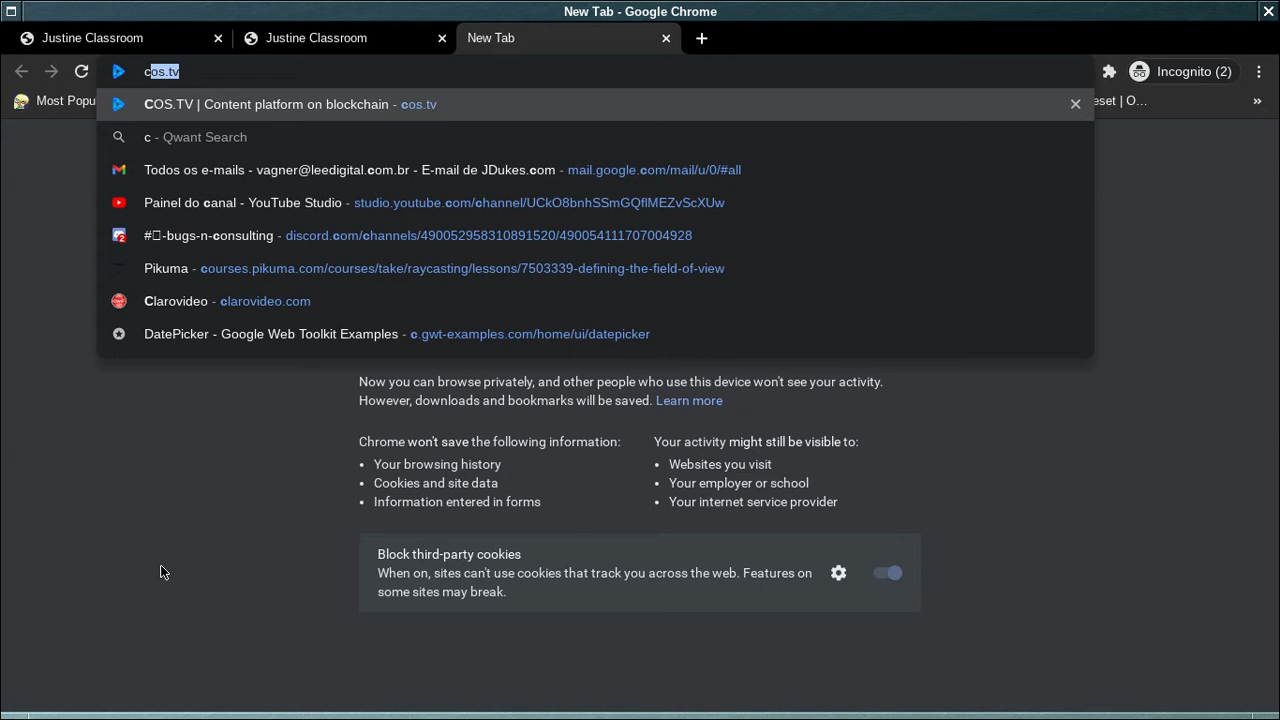 New Tab - Google Chrome
Justine Classroom
Justine Classroom
New Tab
cos.tv
Incognito (2)
Most Popu
eset | O...
COS.TV | Content platform on blockchain - cos.tv
c - Qwant Search
Todos os e-mails - vagner@leedigital.com.br - E-mail de JDukes.com - mail.google.com/mail/u/0/#all
Painel do canal - YouTube Studio - studio.youtube.com/channel/UCkO8bnhSSmGQflMEZvScXUw
#□-bugs-n-consulting - discord.com/channels/490052958310891520/490054111707004928
Pikuma - courses.pikuma.com/courses/take/raycasting/lessons/7503339-defining-the-field-of-view
Clarovideo - clarovideo.com
DatePicker - Google Web Toolkit Examples - c.gwt-examples.com/home/ui/datepicker
Now you can browse privately, and other people who use this device won't see your activity.
However, downloads and bookmarks will be saved. Learn more
Chrome won't save the following information:
• Your browsing history
• Cookies and site data
• Information entered in forms
Your activity might still be visible to:
• Websites you visit
• Your employer or school
• Your internet service provider
Block third-party cookies
When on, sites can't use cookies that track you across the web. Features on
some sites may break.